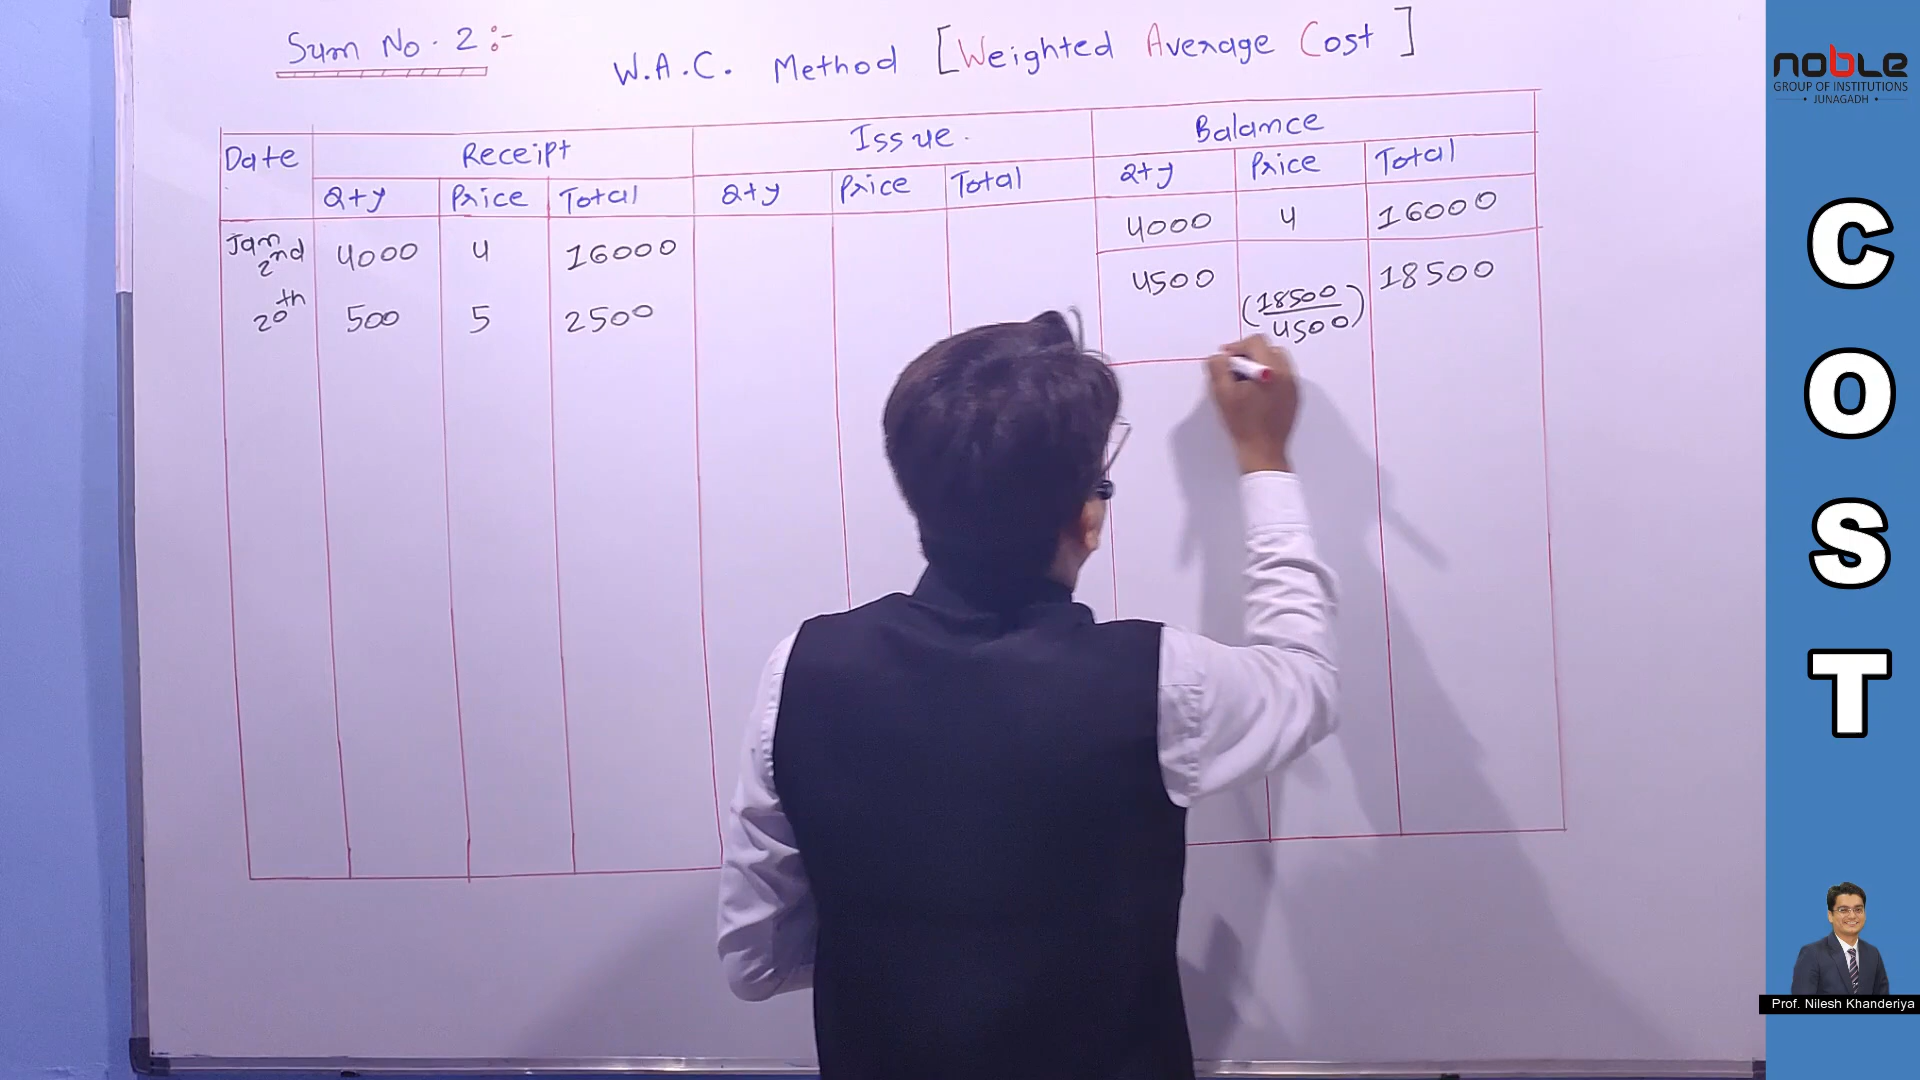 Sum No. 2 :-
W.A.C. Method [Weighted Average Cost]
Date Receipt Issue. Balance
Qty Price Total Qty Price Total Qty Price Total
4000 4 16000
Jan 2nd 4000 4 16000
4500 (18500/4500) 18500
20th 500 5 2500
noble
GROUP OF INSTITUTIONS
• JUNAGADH •
COST
Prof. Nilesh Khanderiya